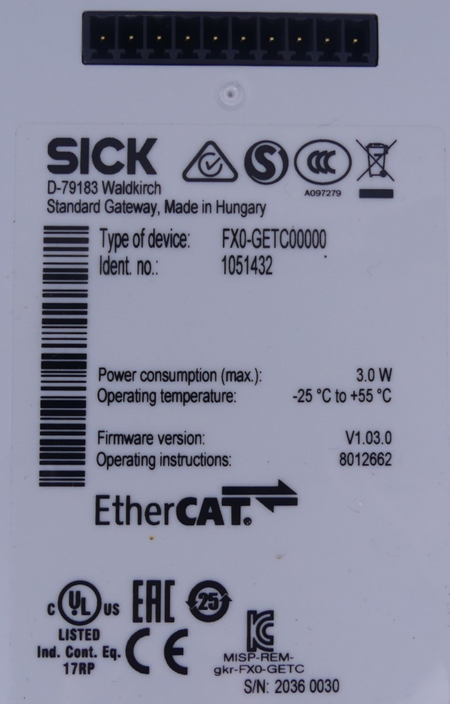 SICK
D-79183 Waldkirch
Standard Gateway, Made in Hungary
A097279
Type of device: FX0-GETC00000
Ident. no.: 1051432
Power consumption (max.): 3.0 W
Operating temperature: -25 °C to +55 °C
Firmware version: V1.03.0
Operating instructions: 8012662
EtherCAT®
C UL US
LISTED
Ind. Cont. Eq.
17RP
EAC
25
CE
MISP-REM-
gkr-FX0-GETC
S/N: 2036 0030